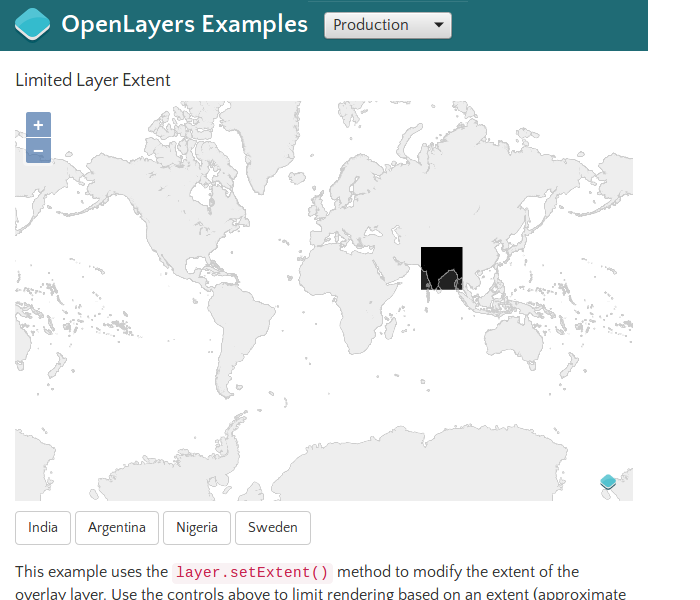 OpenLayers Examples
Production
Limited Layer Extent
+
−
India
Argentina
Nigeria
Sweden
This example uses the layer.setExtent() method to modify the extent of the
overlay layer. Use the controls above to limit rendering based on an extent (approximate